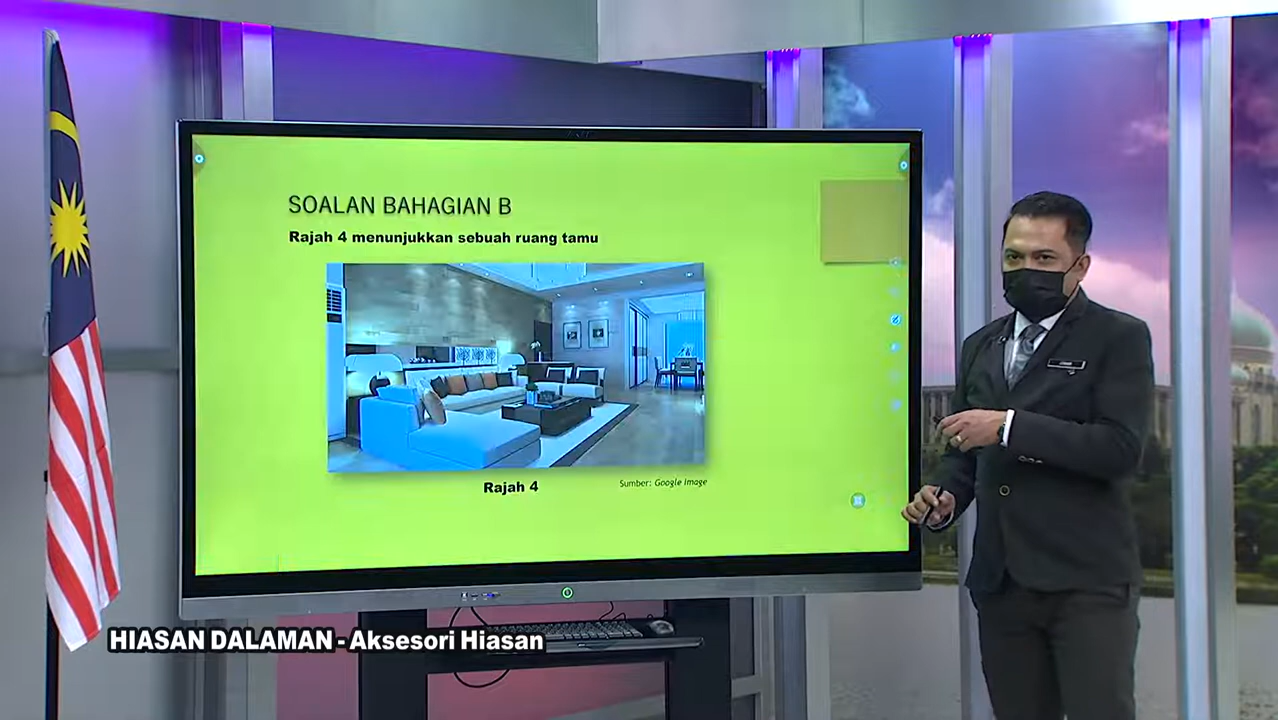 SOALAN BAHAGIAN B
Rajah 4 menunjukkan sebuah ruang tamu
Rajah 4
Sumber: Google Image
HIASAN DALAMAN - Aksesori Hiasan